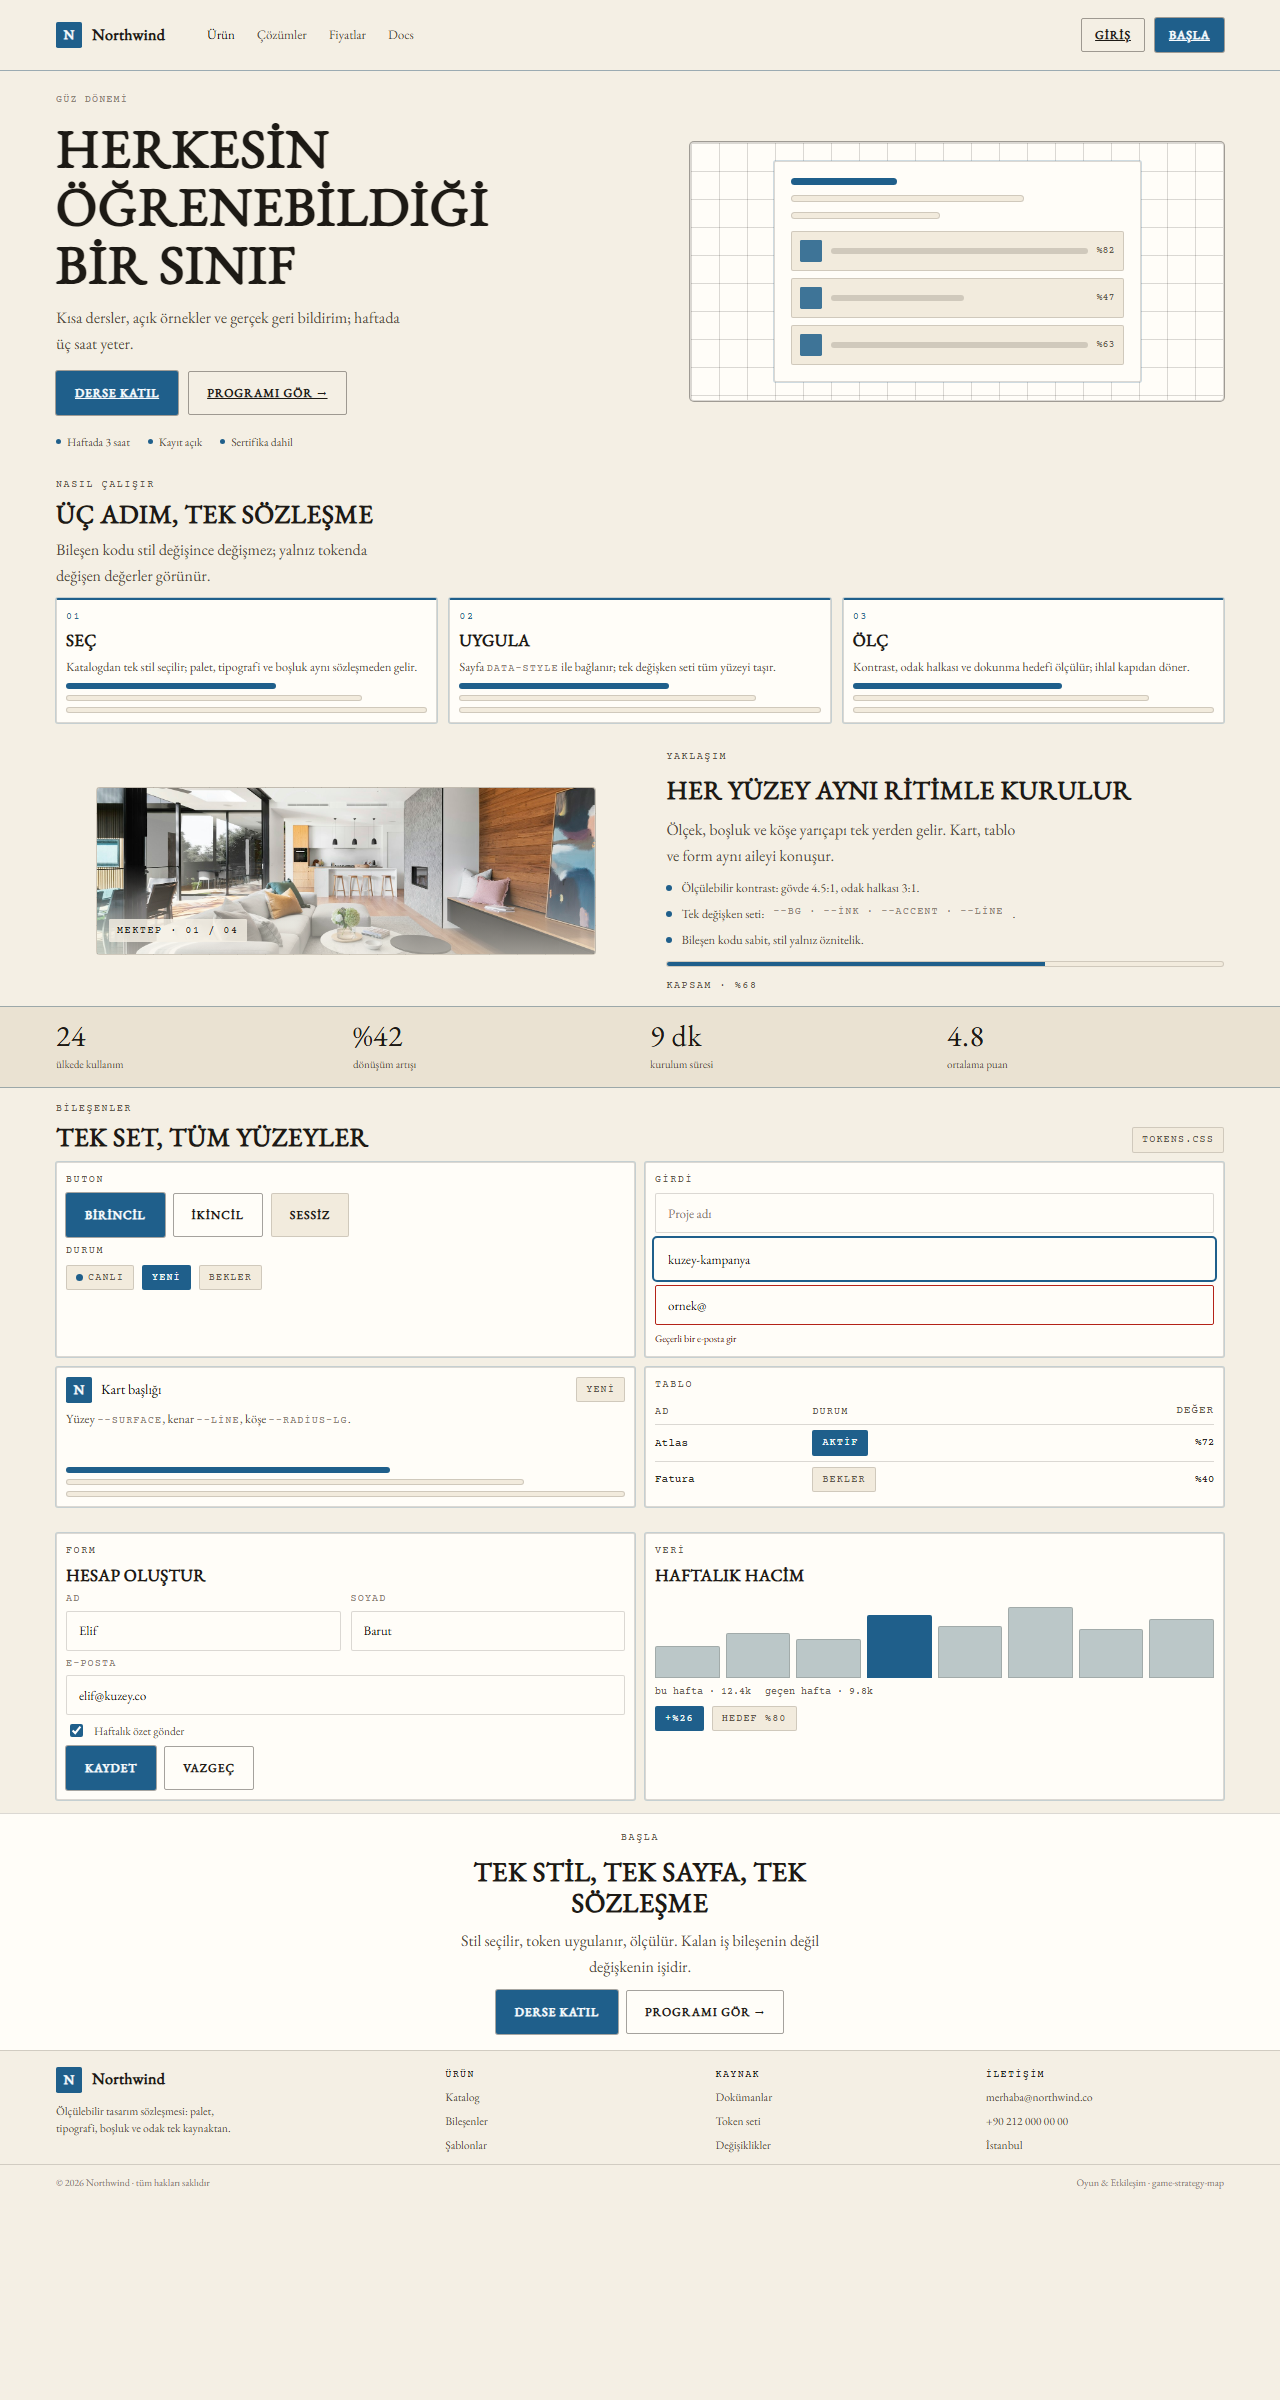 N Northwind Ürün Çözümler Fiyatlar Docs GİRİŞ BAŞLA
GÜZ DÖNEMİ
HERKESİN
ÖĞRENEBİLDİĞİ
BİR SINIF
Kısa dersler, açık örnekler ve gerçek geri bildirim; haftada
üç saat yeter.
DERSE KATIL PROGRAMI GÖR →
Haftada 3 saat Kayıt açık Sertifika dahil
%82
%47
%63
NASIL ÇALIŞIR
ÜÇ ADIM, TEK SÖZLEŞME
Bileşen kodu stil değişince değişmez; yalnız tokenda
değişen değerler görünür.
01
SEÇ
Katalogdan tek stil seçilir; palet, tipografi ve boşluk aynı sözleşmeden gelir.
02
UYGULA
Sayfa DATA-STYLE ile bağlanır; tek değişken seti tüm yüzeyi taşır.
03
ÖLÇ
Kontrast, odak halkası ve dokunma hedefi ölçülür; ihlal kapıdan döner.
MEKTEP · 01 / 04
YAKLAŞIM
HER YÜZEY AYNI RİTİMLE KURULUR
Ölçek, boşluk ve köşe yarıçapı tek yerden gelir. Kart, tablo
ve form aynı aileyi konuşur.
Ölçülebilir kontrast: gövde 4.5:1, odak halkası 3:1.
Tek değişken seti: --BG · --İNK · --ACCENT · --LİNE .
Bileşen kodu sabit, stil yalnız öznitelik.
KAPSAM · %68
24
ülkede kullanım
%42
dönüşüm artışı
9 dk
kurulum süresi
4.8
ortalama puan
BİLEŞENLER
TEK SET, TÜM YÜZEYLER
TOKENS.CSS
BUTON
BİRİNCİL İKİNCİL SESSİZ
DURUM
CANLI YENİ BEKLER
GİRDİ
Proje adı
kuzey-kampanya
ornek@
Geçerli bir e-posta gir
N Kart başlığı YENİ
Yüzey --SURFACE, kenar --LİNE, köşe --RADİUS-LG.
TABLO
AD DURUM DEĞER
Atlas AKTİF %72
Fatura BEKLER %40
FORM
HESAP OLUŞTUR
AD SOYAD
Elif Barut
E-POSTA
elif@kuzey.co
Haftalık özet gönder
KAYDET VAZGEÇ
VERİ
HAFTALIK HACİM
bu hafta · 12.4k geçen hafta · 9.8k
+%26 HEDEF %80
BAŞLA
TEK STİL, TEK SAYFA, TEK
SÖZLEŞME
Stil seçilir, token uygulanır, ölçülür. Kalan iş bileşenin değil
değişkenin işidir.
DERSE KATIL PROGRAMI GÖR →
N Northwind
Ölçülebilir tasarım sözleşmesi: palet,
tipografi, boşluk ve odak tek kaynaktan.
ÜRÜN
Katalog
Bileşenler
Şablonlar
KAYNAK
Dokümanlar
Token seti
Değişiklikler
İLETİŞİM
merhaba@northwind.co
+90 212 000 00 00
İstanbul
© 2026 Northwind · tüm hakları saklıdır
Oyun & Etkileşim · game-strategy-map